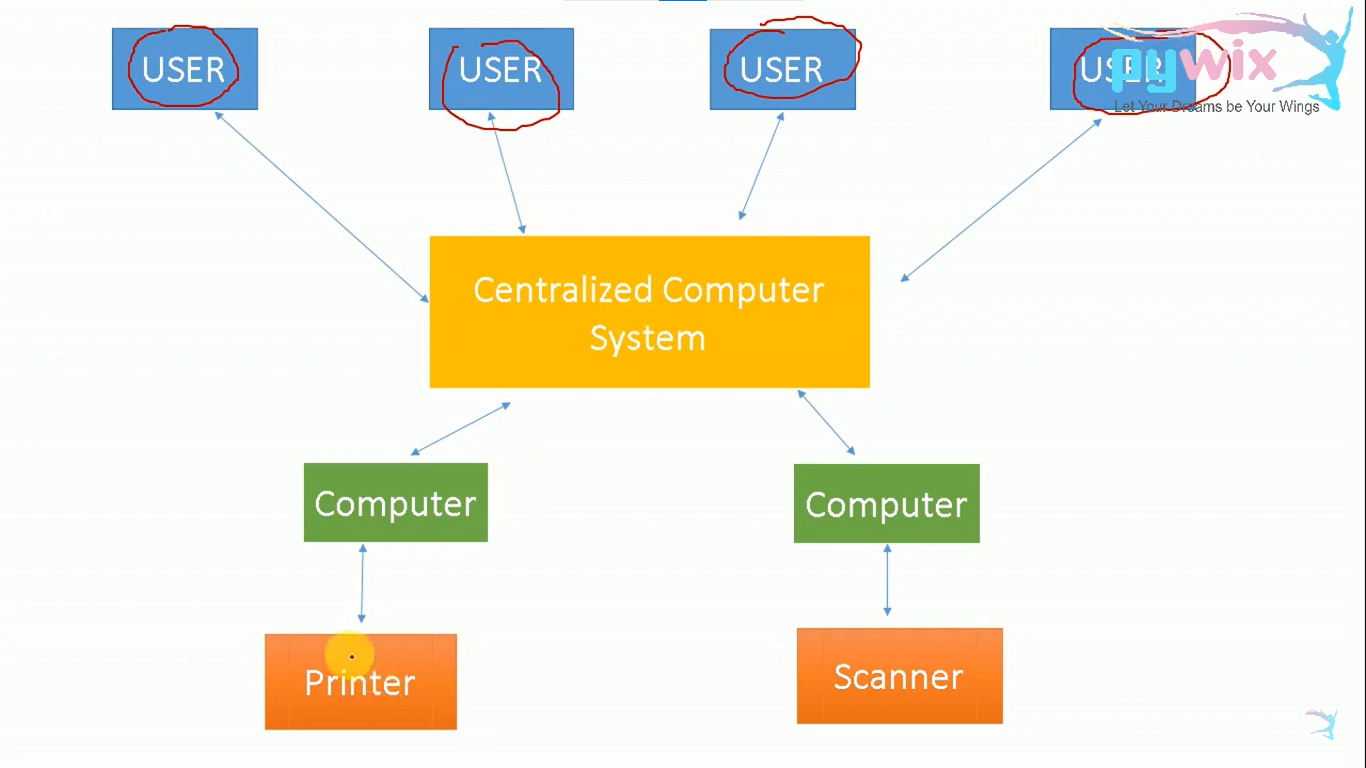 USER
USER
USER
USER
pywix
Let Your Dreams be Your Wings
Centralized Computer
System
Computer
Computer
Printer
Scanner